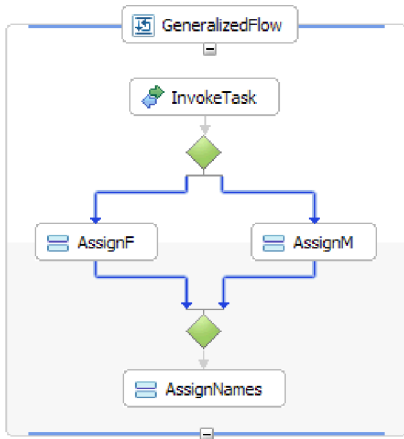 GeneralizedFlow
InvokeTask
AssignF
AssignM
AssignNames